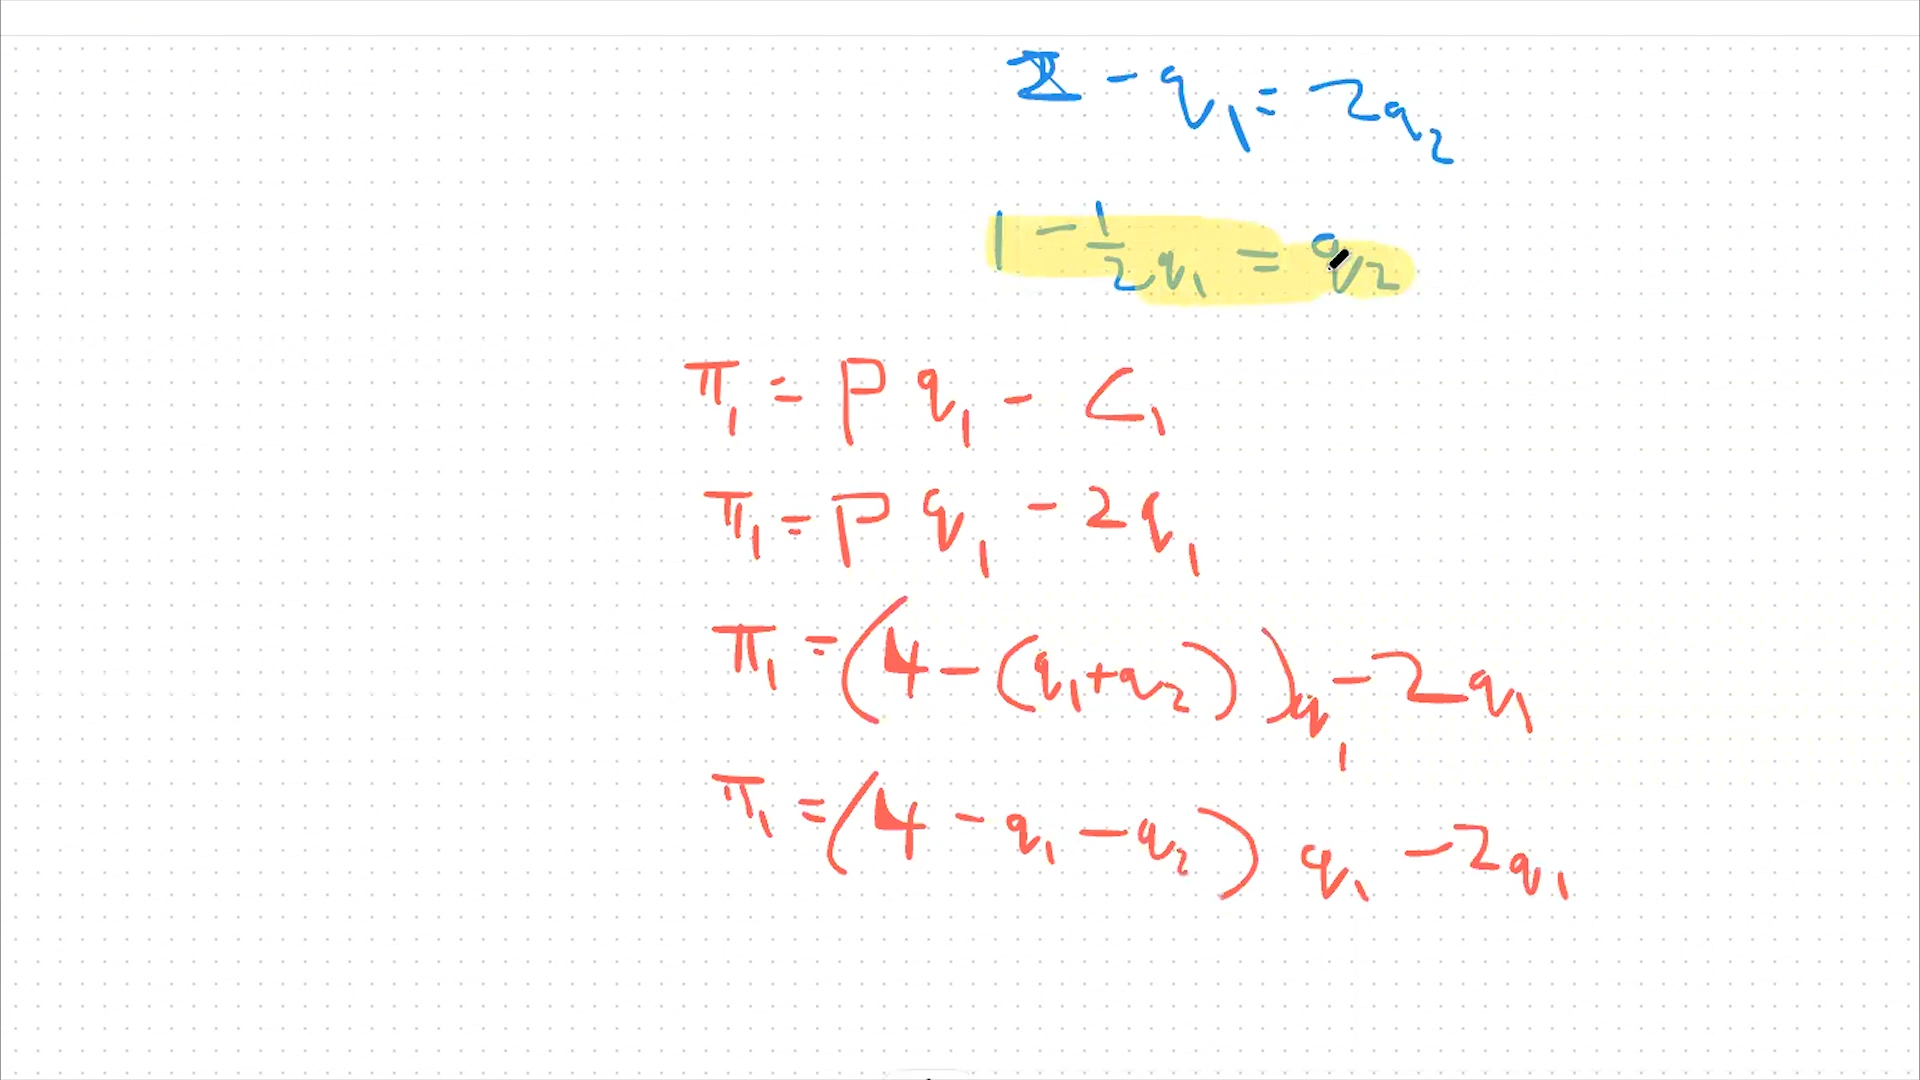 2 - q₁ = 2q₂
1 - 1/2 q₁ = q₂
π₁ = P q₁ - C₁
π₁ = P q₁ - 2q₁
π₁ = (4 - (q₁+q₂))q₁ - 2q₁
π₁ = (4 - q₁ - q₂) q₁ - 2q₁